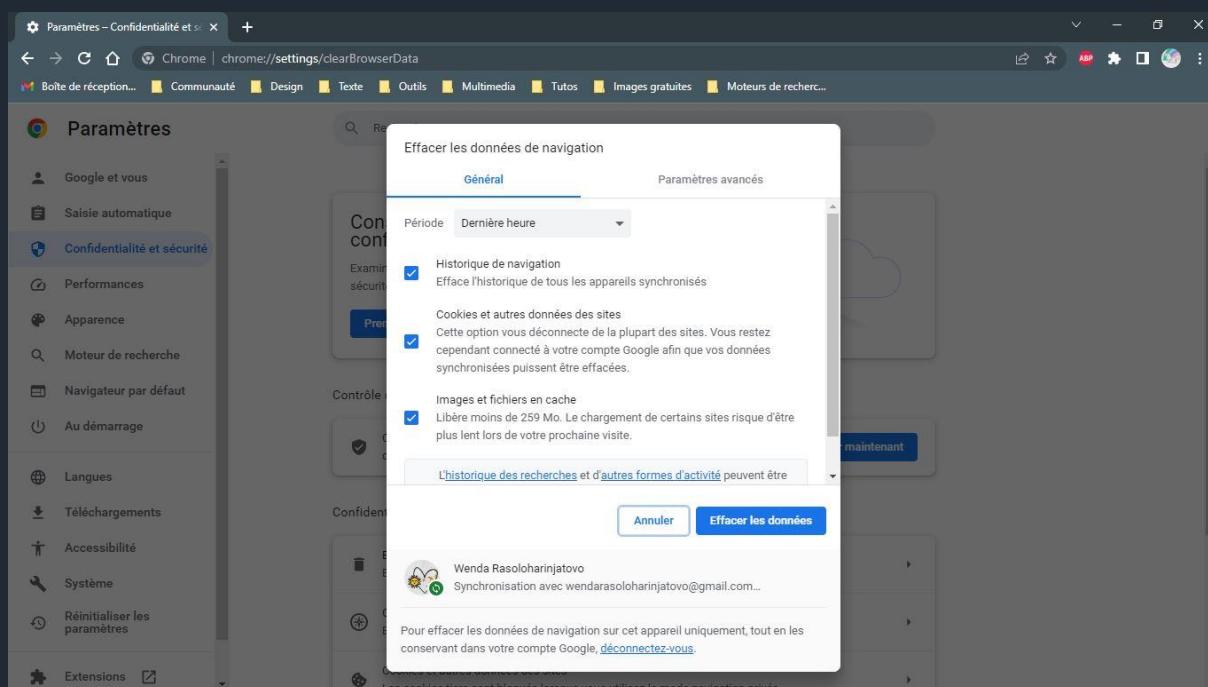 Paramètres – Confidentialité et s
Chrome | chrome://settings/clearBrowserData
ABP
Boîte de réception... Communauté Design Texte Outils Multimedia Tutos Images gratuites Moteurs de recherc...
Paramètres
Google et vous
Saisie automatique
Confidentialité et sécurité
Performances
Apparence
Moteur de recherche
Navigateur par défaut
Au démarrage
Langues
Téléchargements
Accessibilité
Système
Réinitialiser les
paramètres
Extensions
Effacer les données de navigation
Général Paramètres avancés
Période Dernière heure
Historique de navigation
Efface l'historique de tous les appareils synchronisés
Cookies et autres données des sites
Cette option vous déconnecte de la plupart des sites. Vous restez
cependant connecté à votre compte Google afin que vos données
synchronisées puissent être effacées.
Images et fichiers en cache
Libère moins de 259 Mo. Le chargement de certains sites risque d'être
plus lent lors de votre prochaine visite.
L'historique des recherches et d'autres formes d'activité peuvent être
Annuler Effacer les données
Wenda Rasoloharinjatovo
Synchronisation avec wendarasoloharinjatovo@gmail.com...
Pour effacer les données de navigation sur cet appareil uniquement, tout en les
conservant dans votre compte Google, déconnectez-vous.
Contrôle
maintenant